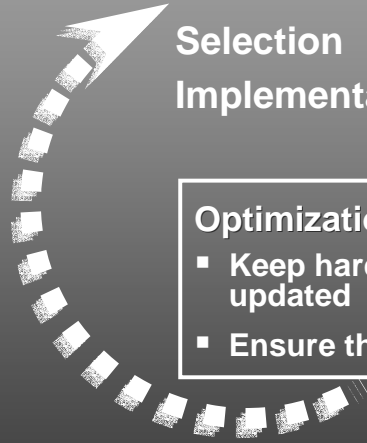 Selection
Implementa
Optimizatio
▪ Keep hard
updated
▪ Ensure th